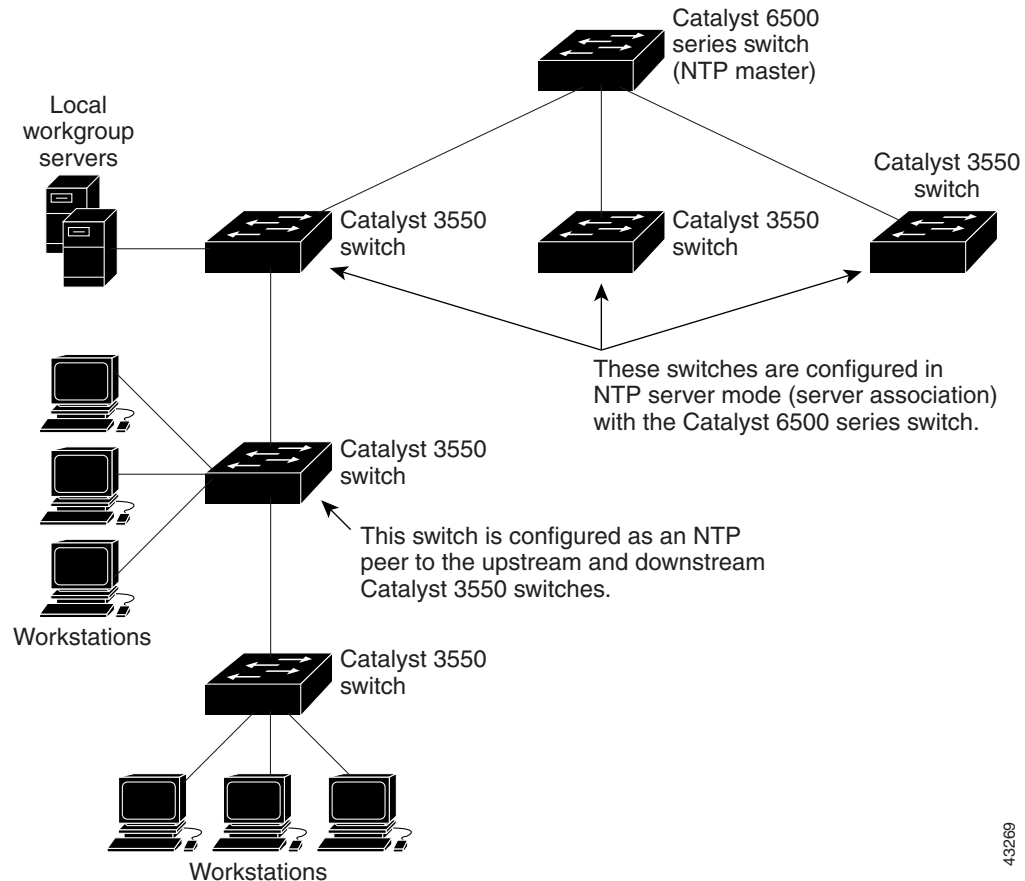 Catalyst 6500
series switch
(NTP master)
Local
workgroup
servers
Catalyst 3550
switch
Catalyst 3550
switch
Catalyst 3550
switch
These switches are configured in
NTP server mode (server association)
with the Catalyst 6500 series switch.
Catalyst 3550
switch
This switch is configured as an NTP
peer to the upstream and downstream
Catalyst 3550 switches.
Workstations
Catalyst 3550
switch
Workstations
43269